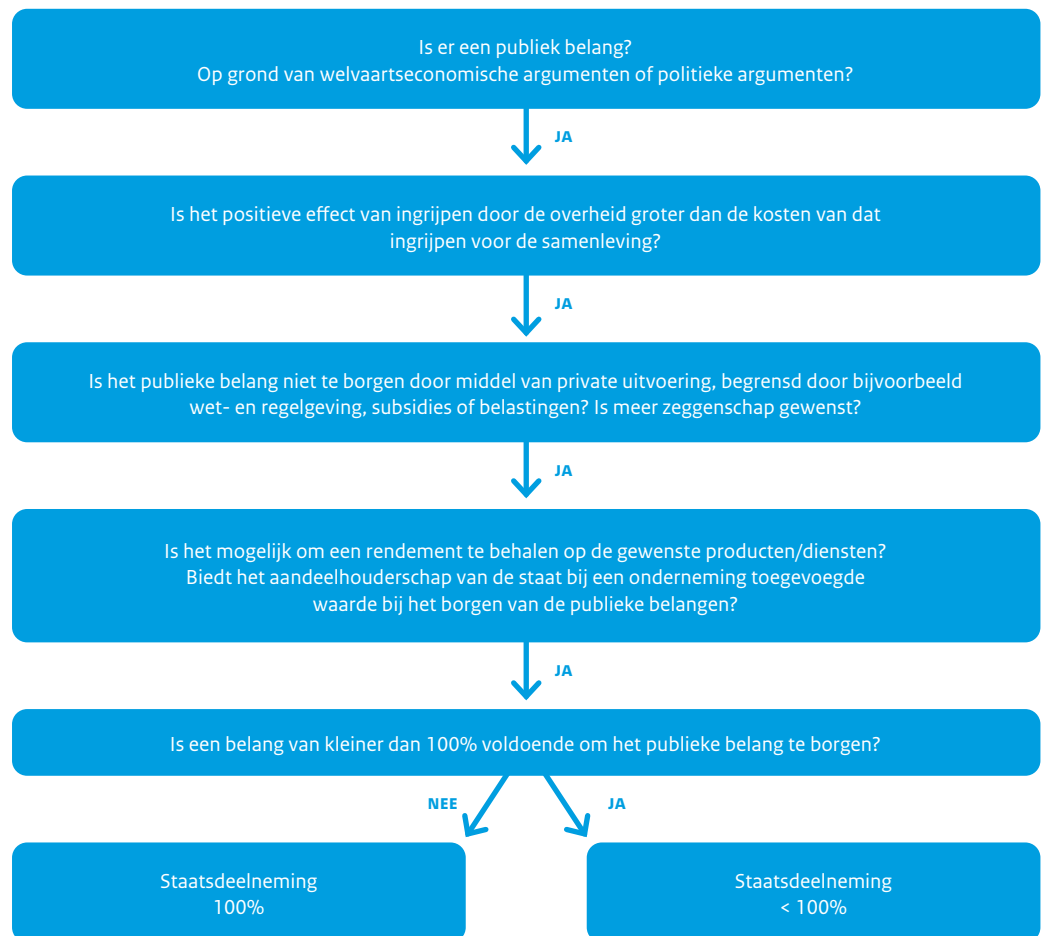 Is er een publiek belang?
Op grond van welvaartseconomische argumenten of politieke argumenten?
JA
Is het positieve effect van ingrijpen door de overheid groter dan de kosten van dat
ingrijpen voor de samenleving?
JA
Is het publieke belang niet te borgen door middel van private uitvoering, begrensd door bijvoorbeeld
wet- en regelgeving, subsidies of belastingen? Is meer zeggenschap gewenst?
JA
Is het mogelijk om een rendement te behalen op de gewenste producten/diensten?
Biedt het aandeelhouderschap van de staat bij een onderneming toegevoegde
waarde bij het borgen van de publieke belangen?
JA
Is een belang van kleiner dan 100% voldoende om het publieke belang te borgen?
NEE
JA
Staatsdeelneming
100%
Staatsdeelneming
< 100%